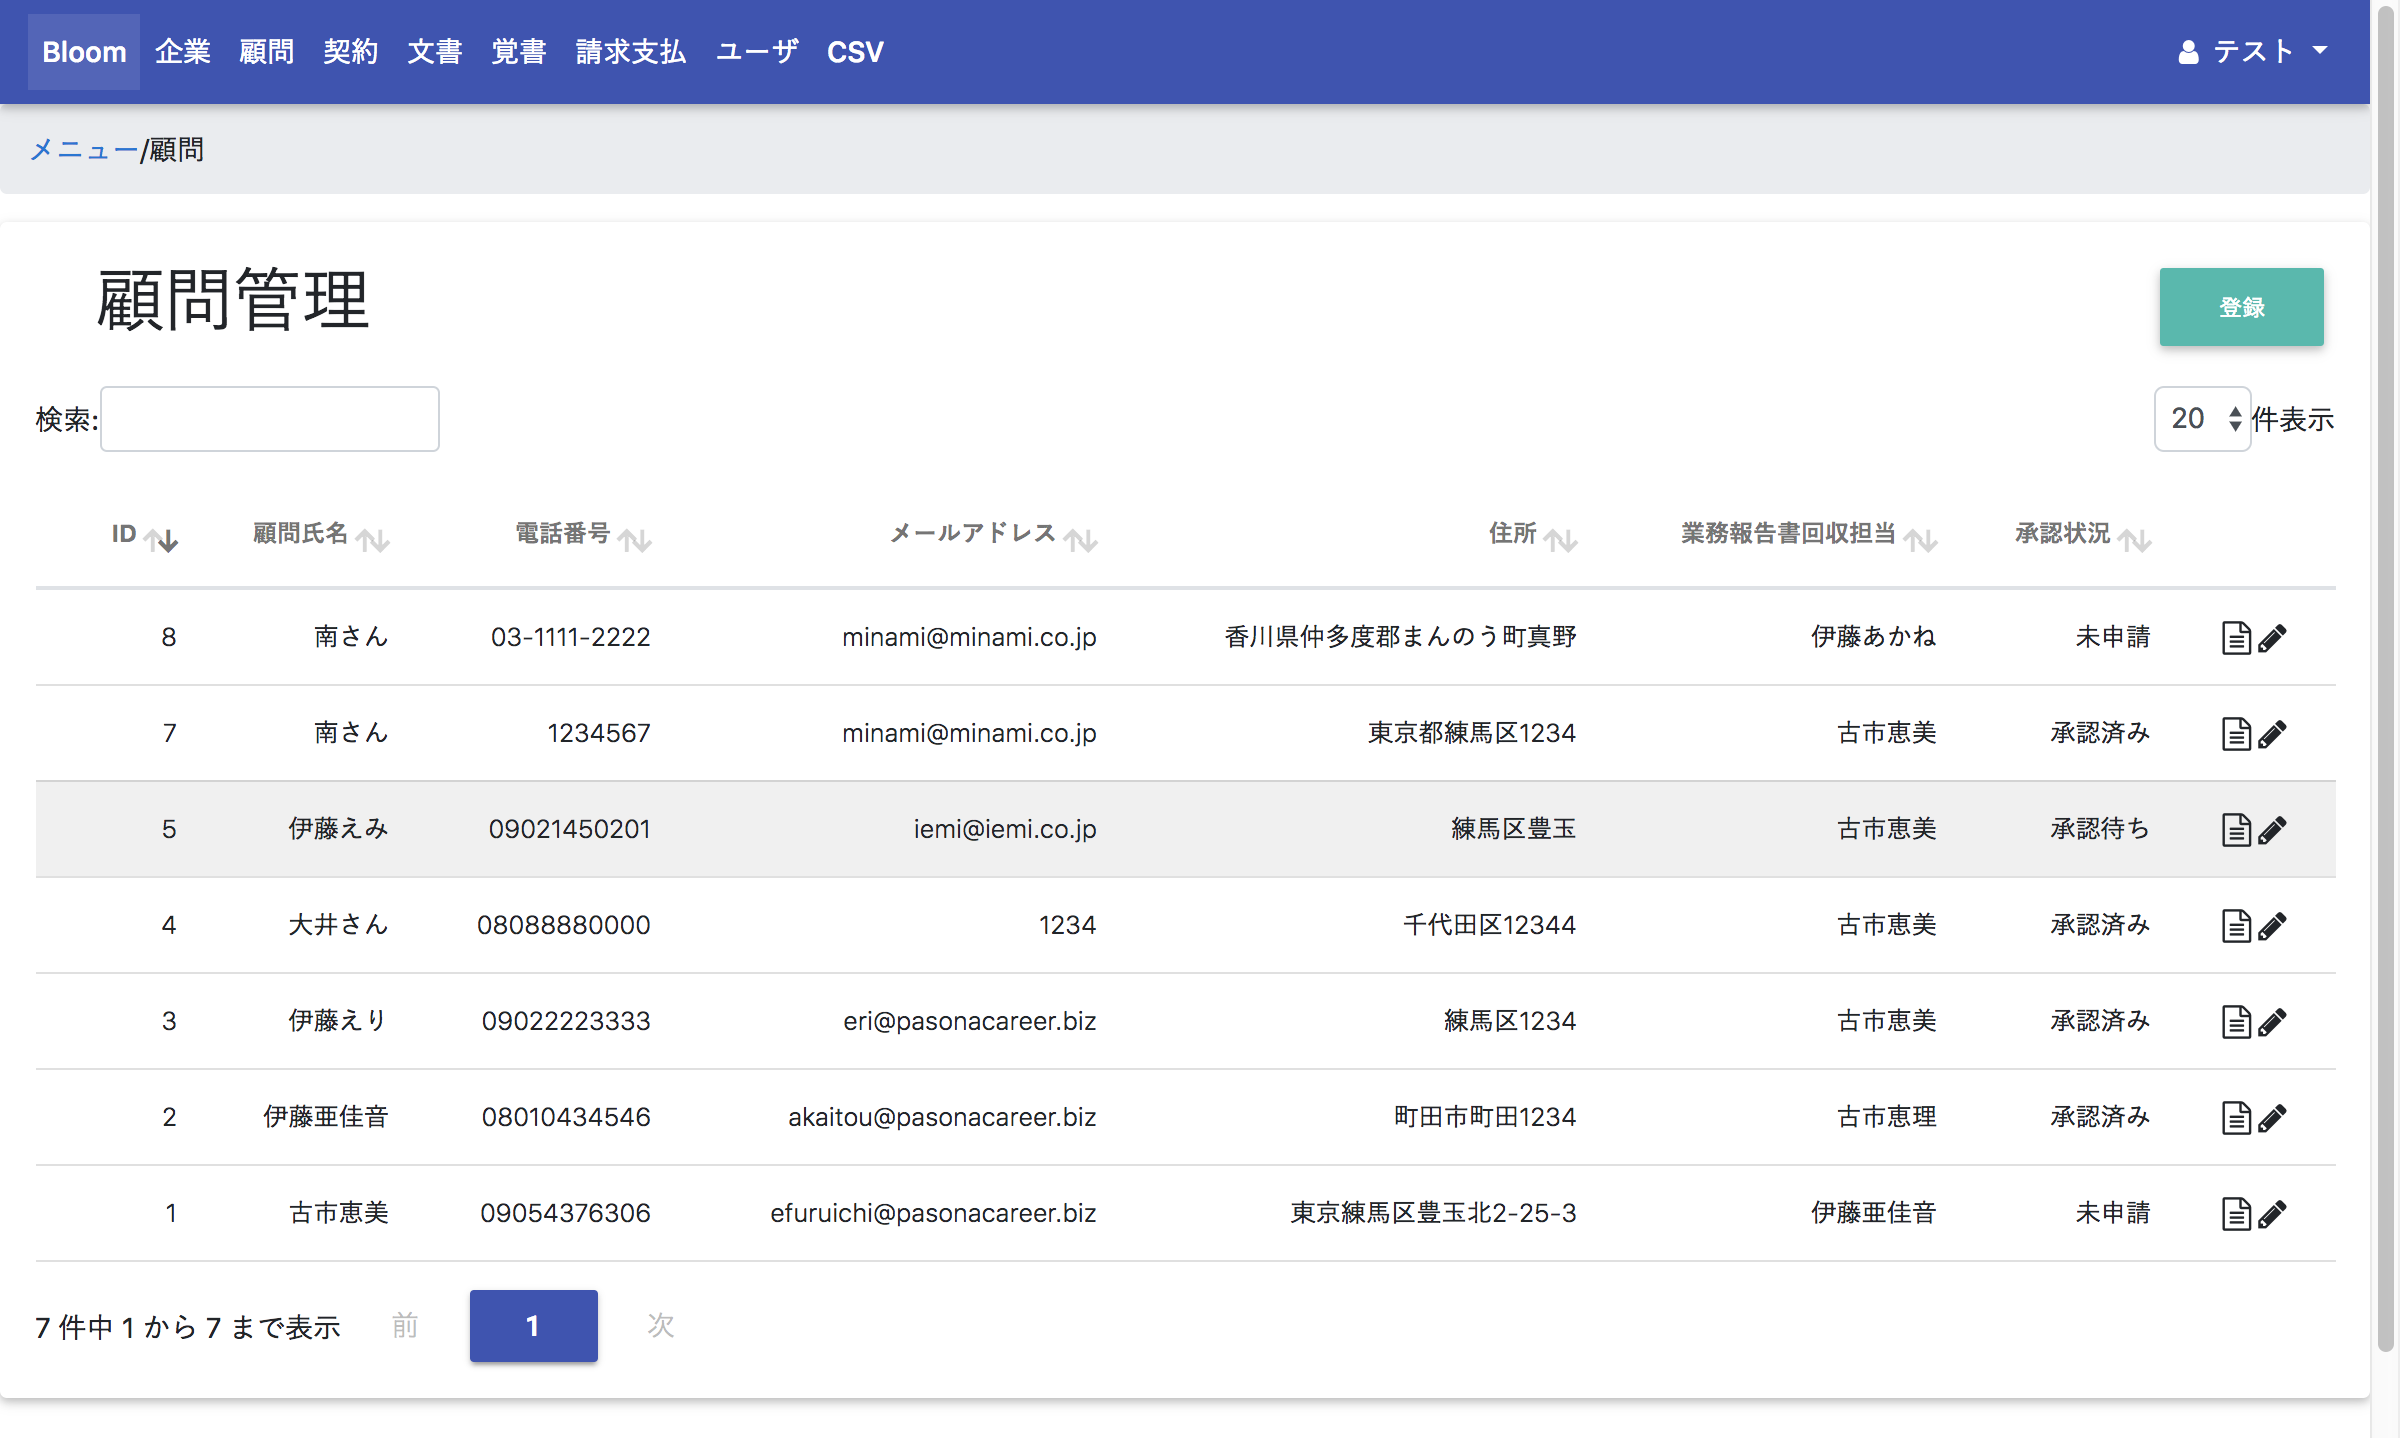 Bloom 企業 顧問 契約 文書 覚書 請求支払 ユーザ CSV テスト
メニュー/顧問
顧問管理
登録
検索: 20 件表示
ID 顧問氏名 電話番号 メールアドレス 住所 業務報告書回収担当 承認状況
8 南さん 03-1111-2222 minami@minami.co.jp 香川県仲多度郡まんのう町真野 伊藤あかね 未申請
7 南さん 1234567 minami@minami.co.jp 東京都練馬区1234 古市恵美 承認済み
5 伊藤えみ 09021450201 iemi@iemi.co.jp 練馬区豊玉 古市恵美 承認待ち
4 大井さん 08088880000 1234 千代田区12344 古市恵美 承認済み
3 伊藤えり 09022223333 eri@pasonacareer.biz 練馬区1234 古市恵美 承認済み
2 伊藤亜佳音 08010434546 akaitou@pasonacareer.biz 町田市町田1234 古市恵理 承認済み
1 古市恵美 09054376306 efuruichi@pasonacareer.biz 東京練馬区豊玉北2-25-3 伊藤亜佳音 未申請
7 件中 1 から 7 まで表示 前 1 次